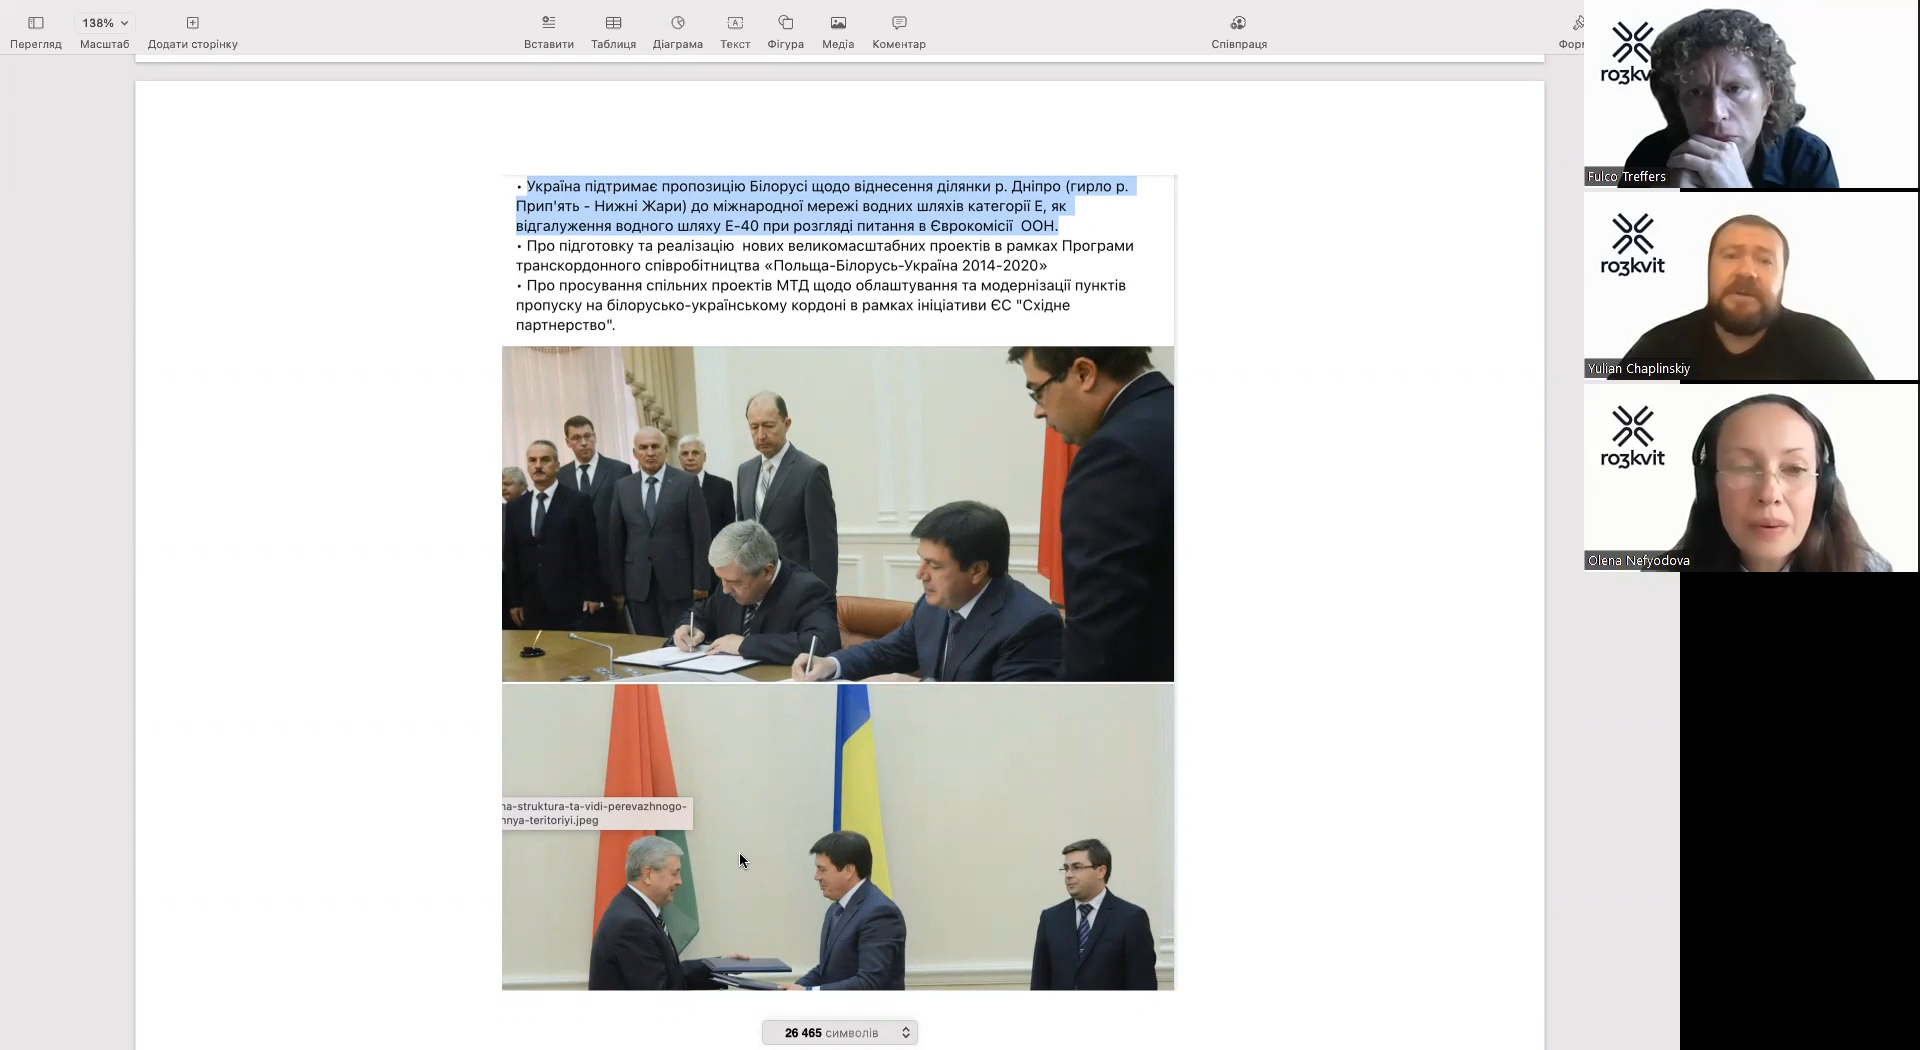 Перегляд
138%
Масштаб
Додати сторінку
Вставити
Таблиця
Діаграма
Текст
Фігура
Медіа
Коментар
Співпраця
Форм
• Україна підтримає пропозицію Білорусі щодо віднесення ділянки р. Дніпро (гирло р.
Прип'ять - Нижні Жари) до міжнародної мережі водних шляхів категорії Е, як
відгалуження водного шляху Е-40 при розгляді питання в Єврокомісії  ООН.
• Про підготовку та реалізацію  нових великомасштабних проектів в рамках Програми
транскордонного співробітництва «Польща-Білорусь-Україна 2014-2020»
• Про просування спільних проектів МТД щодо облаштування та модернізації пунктів
пропуску на білорусько-українському кордоні в рамках ініціативи ЄС "Східне
партнерство".
na-struktura-ta-vidi-perevazhnogo-
nnya-teritoriyi.jpeg
26 465 символів
ro3kv
Fulco Treffers
ro3kvit
Yulian Chaplinskiy
ro3kvit
Olena Nefyodova